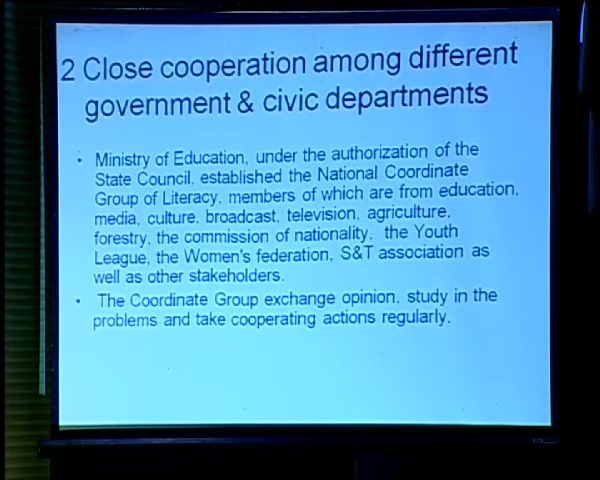 2 Close cooperation among different
government & civic departments
• Ministry of Education, under the authorization of the
State Council, established the National Coordinate
Group of Literacy, members of which are from education,
media, culture, broadcast, television, agriculture,
forestry, the commission of nationality, the Youth
League, the Women's federation, S&T association as
well as other stakeholders.
• The Coordinate Group exchange opinion, study in the
problems and take cooperating actions regularly.